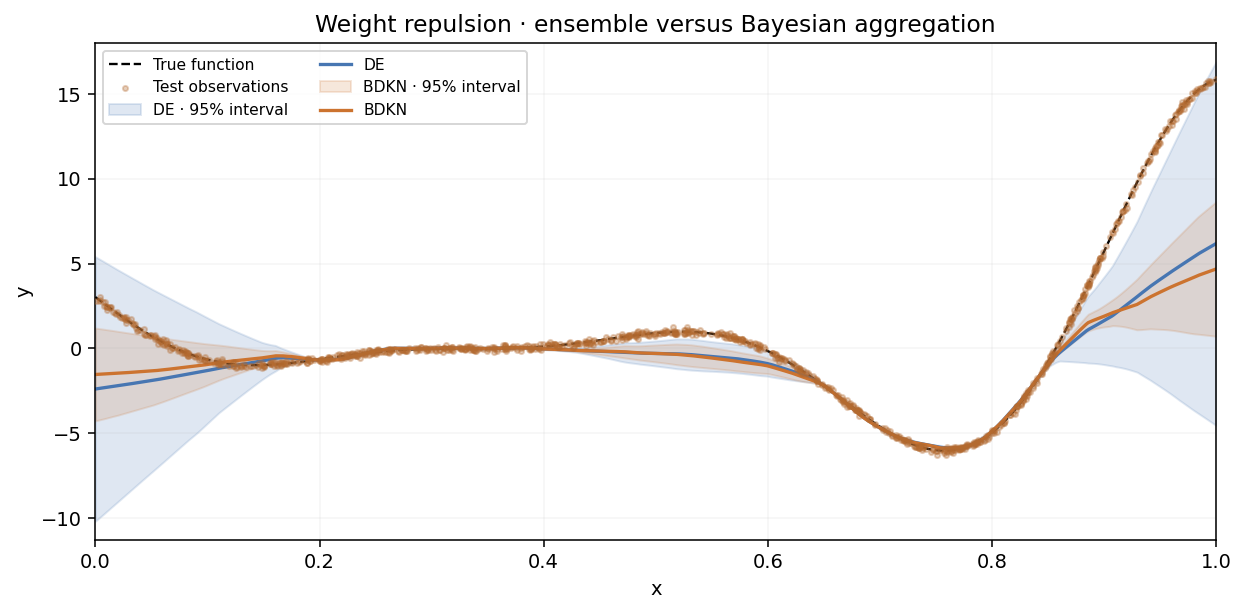 Weight repulsion · ensemble versus Bayesian aggregation
True function
Test observations
DE · 95% interval
DE
BDKN · 95% interval
BDKN
15
10
5
0
−5
−10
y
0.0
0.2
0.4
0.6
0.8
1.0
x